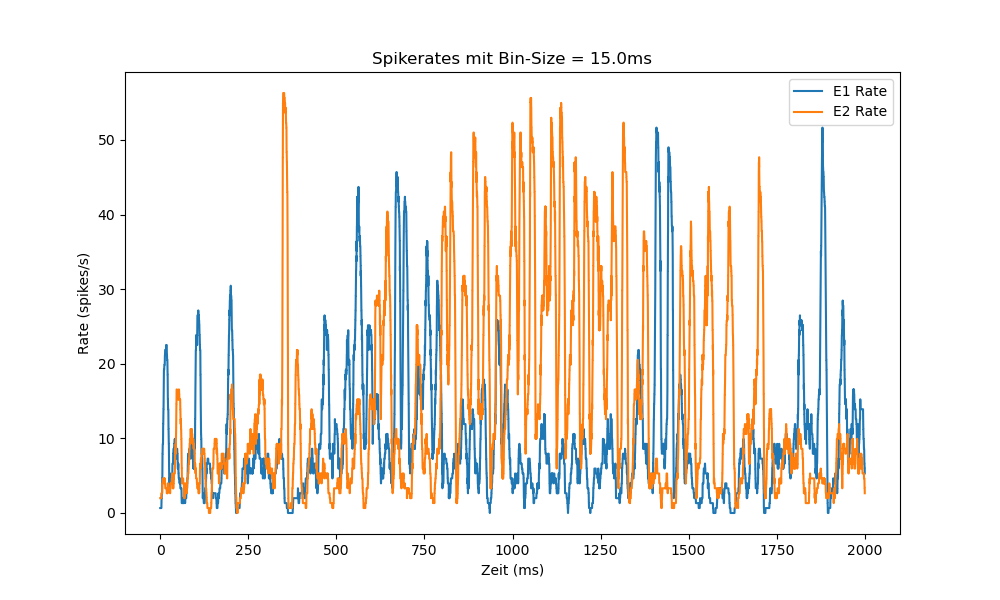 Spikerates mit Bin-Size = 15.0ms
E1 Rate
E2 Rate
Rate (spikes/s)
50
40
30
20
10
0
0 250 500 750 1000 1250 1500 1750 2000
Zeit (ms)